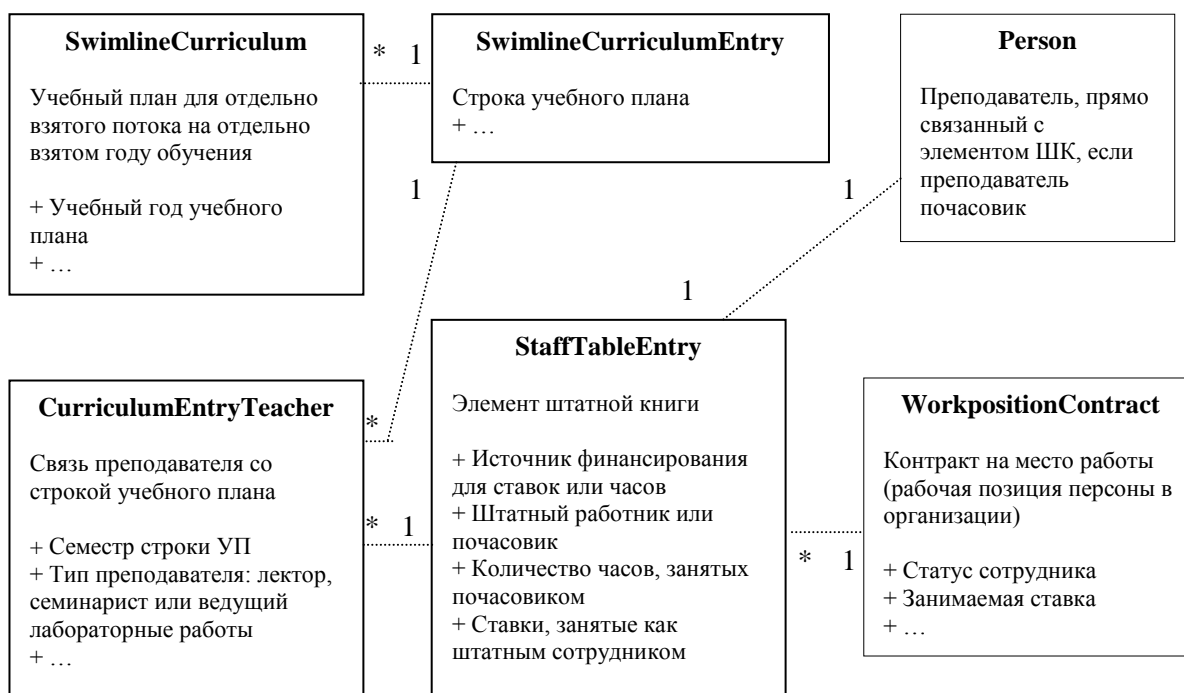 SwimlineCurriculum
Учебный план для отдельно
взятого потока на отдельно
взятом году обучения
+ Учебный год учебного
плана
+ …
* 1
SwimlineCurriculumEntry
Строка учебного плана
+ …
Person
Преподаватель, прямо
связанный с
элементом ШК, если
преподаватель
почасовик
1
1
1
*
CurriculumEntryTeacher
Связь преподавателя со
строкой учебного плана
+ Семестр строки УП
+ Тип преподавателя: лектор,
семинарист или ведущий
лабораторные работы
+ …
* 1
StaffTableEntry
Элемент штатной книги
+ Источник финансирования
для ставок или часов
+ Штатный работник или
почасовик
+ Количество часов, занятых
почасовиком
+ Ставки, занятые как
штатным сотрудником
* 1
WorkpositionContract
Контракт на место работы
(рабочая позиция персоны в
организации)
+ Статус сотрудника
+ Занимаемая ставка
+ …